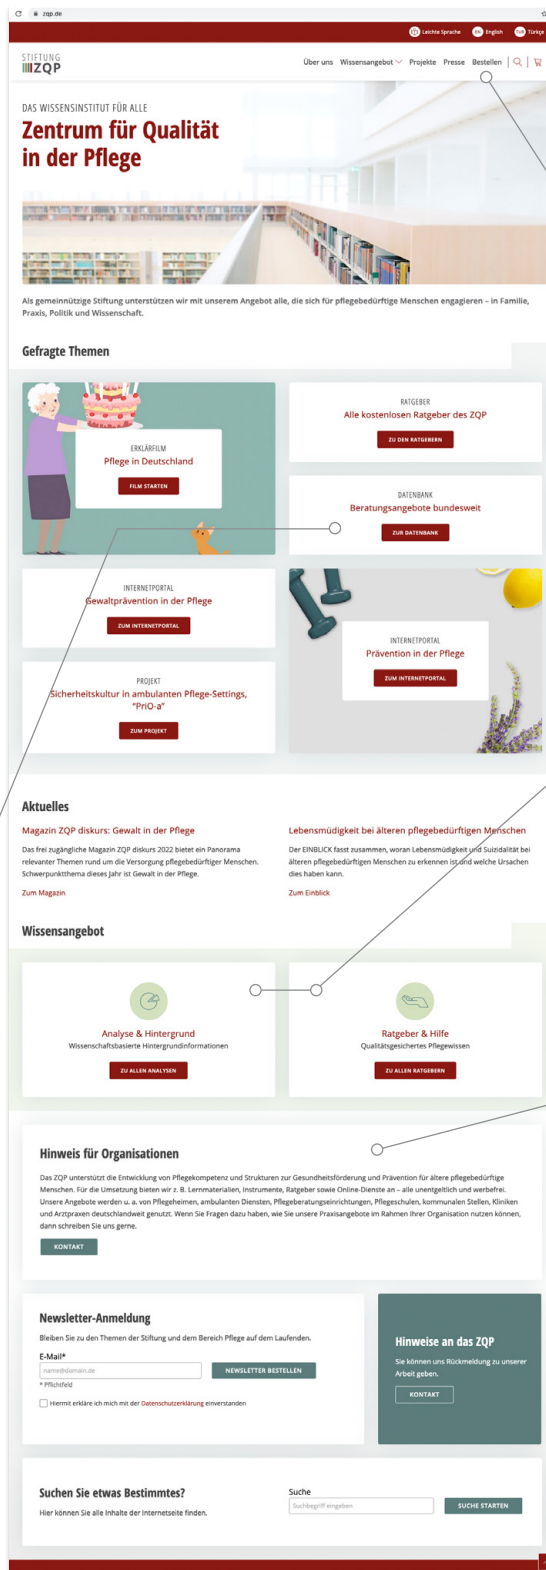 zqp.de
Leichte Sprache
EN English
TUR Türkçe
STIFTUNG
ZQP
Über uns Wissensangebot Projekte Presse Bestellen
DAS WISSENSINSTITUT FÜR ALLE
Zentrum für Qualität
in der Pflege
Als gemeinnützige Stiftung unterstützen wir mit unserem Angebot alle, die sich für pflegebedürftige Menschen engagieren – in Familie,
Praxis, Politik und Wissenschaft.
Gefragte Themen
ERKLÄRFILM
Pflege in Deutschland
FILM STARTEN
RATGEBER
Alle kostenlosen Ratgeber des ZQP
ZU DEN RATGEBERN
DATENBANK
Beratungsangebote bundesweit
ZUR DATENBANK
INTERNETPORTAL
Gewaltprävention in der Pflege
ZUM INTERNETPORTAL
PROJEKT
Sicherheitskultur in ambulanten Pflege-Settings,
"PriO-a"
ZUM PROJEKT
INTERNETPORTAL
Prävention in der Pflege
ZUM INTERNETPORTAL
Aktuelles
Magazin ZQP diskurs: Gewalt in der Pflege
Das frei zugängliche Magazin ZQP diskurs 2022 bietet ein Panorama
relevanter Themen rund um die Versorgung pflegebedürftiger Menschen.
Schwerpunktthema dieses Jahr ist Gewalt in der Pflege.
Zum Magazin
Lebensmüdigkeit bei älteren pflegebedürftigen Menschen
Der EINBLICK fasst zusammen, woran Lebensmüdigkeit und Suizidalität bei
älteren pflegebedürftigen Menschen zu erkennen ist und welche Ursachen
dies haben kann.
Zum Einblick
Wissensangebot
Analyse & Hintergrund
Wissenschaftsbasierte Hintergrundinformationen
ZU ALLEN ANALYSEN
Ratgeber & Hilfe
Qualitätsgesichertes Pflegewissen
ZU ALLEN RATGEBERN
Hinweis für Organisationen
Das ZQP unterstützt die Entwicklung von Pflegekompetenz und Strukturen zur Gesundheitsförderung und Prävention für ältere pflegebedürftige
Menschen. Für die Umsetzung bieten wir z. B. Lernmaterialien, Instrumente, Ratgeber sowie Online-Dienste an – alle unentgeltlich und werbefrei.
Unsere Angebote werden u. a. von Pflegeheimen, ambulanten Diensten, Pflegeberatungseinrichtungen, Pflegeschulen, kommunalen Stellen, Kliniken
und Arztpraxen deutschlandweit genutzt. Wenn Sie Fragen dazu haben, wie Sie unsere Praxisangebote im Rahmen Ihrer Organisation nutzen können,
dann schreiben Sie uns gerne.
KONTAKT
Newsletter-Anmeldung
Bleiben Sie zu den Themen der Stiftung und dem Bereich Pflege auf dem Laufenden.
E-Mail*
name@domain.de
NEWSLETTER BESTELLEN
* Pflichtfeld
Hiermit erkläre ich mich mit der Datenschutzerklärung einverstanden
Hinweise an das ZQP
Sie können uns Rückmeldung zu unserer
Arbeit geben.
KONTAKT
Suchen Sie etwas Bestimmtes?
Hier können Sie alle Inhalte der Internetseite finden.
Suche
Suchbegriff eingeben
SUCHE STARTEN